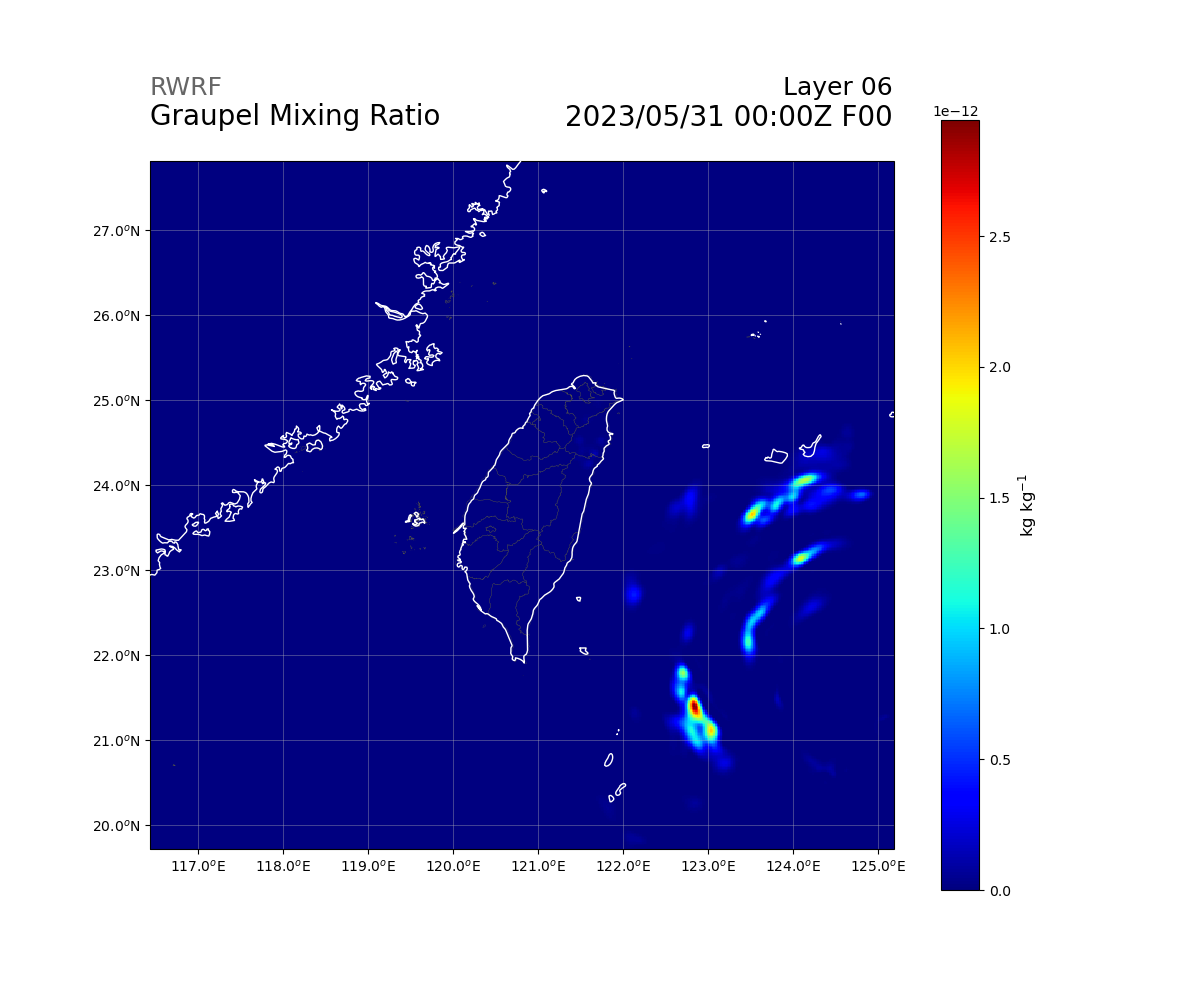 RWRF
Layer 06
Graupel Mixing Ratio
2023/05/31 00:00Z F00
1e−12
27.0°N
26.0°N
25.0°N
24.0°N
23.0°N
22.0°N
21.0°N
20.0°N
117.0°E
118.0°E
119.0°E
120.0°E
121.0°E
122.0°E
123.0°E
124.0°E
125.0°E
2.5
2.0
1.5
1.0
0.5
0.0
kg kg⁻¹